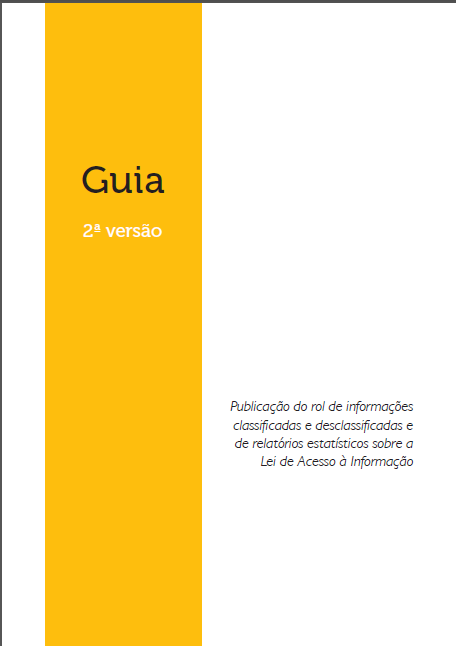 Guia
2ª versão
Publicação do rol de informações
classificadas e desclassificadas e
de relatórios estatísticos sobre a
Lei de Acesso à Informação